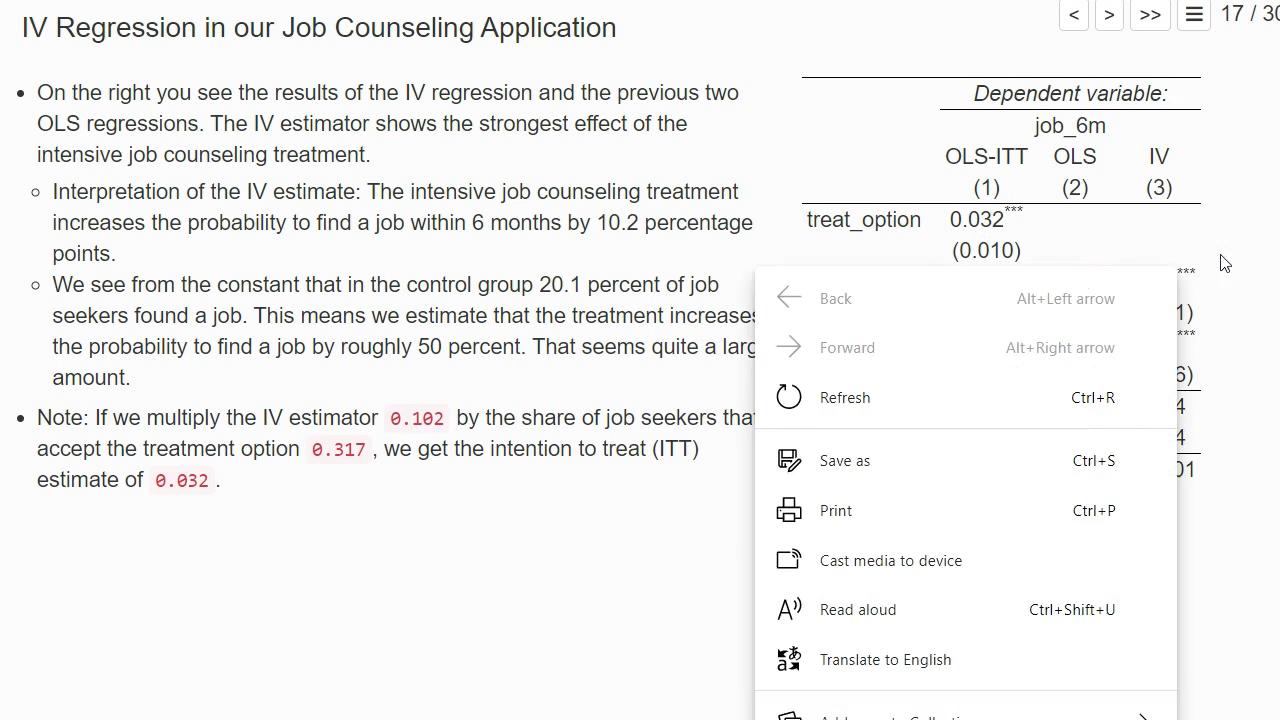 IV Regression in our Job Counseling Application
< > >> ☰ 17 / 30
On the right you see the results of the IV regression and the previous two
OLS regressions. The IV estimator shows the strongest effect of the
intensive job counseling treatment.
Interpretation of the IV estimate: The intensive job counseling treatment
increases the probability to find a job within 6 months by 10.2 percentage
points.
We see from the constant that in the control group 20.1 percent of job
seekers found a job. This means we estimate that the treatment increases
the probability to find a job by roughly 50 percent. That seems quite a larg
amount.
Note: If we multiply the IV estimator 0.102 by the share of job seekers tha
accept the treatment option 0.317 , we get the intention to treat (ITT)
estimate of 0.032 .
Dependent variable:
job_6m
OLS-ITT OLS IV
(1) (2) (3)
treat_option 0.032***
(0.010)
***
1)
***
6)
4
4
01
Back Alt+Left arrow
Forward Alt+Right arrow
Refresh Ctrl+R
Save as Ctrl+S
Print Ctrl+P
Cast media to device
Read aloud Ctrl+Shift+U
Translate to English